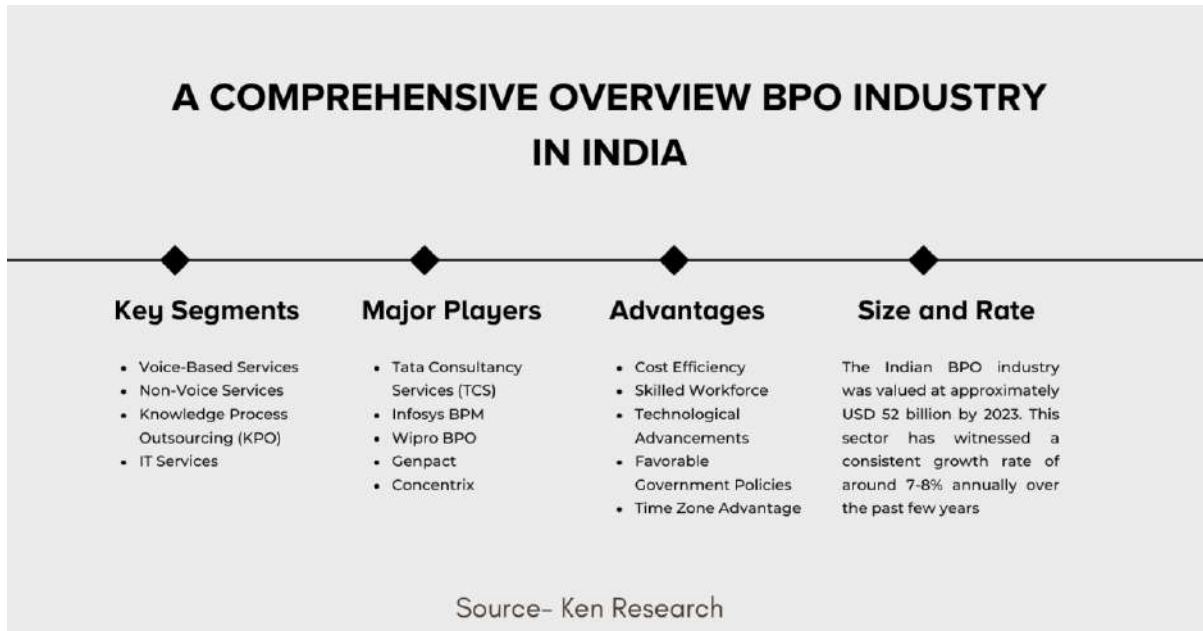 A COMPREHENSIVE OVERVIEW BPO INDUSTRY
IN INDIA
Key Segments
• Voice-Based Services
• Non-Voice Services
• Knowledge Process
Outsourcing (KPO)
• IT Services
Major Players
• Tata Consultancy
Services (TCS)
• Infosys BPM
• Wipro BPO
• Genpact
• Concentrix
Advantages
• Cost Efficiency
• Skilled Workforce
• Technological
Advancements
• Favorable
Government Policies
• Time Zone Advantage
Size and Rate
The Indian BPO industry
was valued at approximately
USD 52 billion by 2023. This
sector has witnessed a
consistent growth rate of
around 7-8% annually over
the past few years
Source- Ken Research